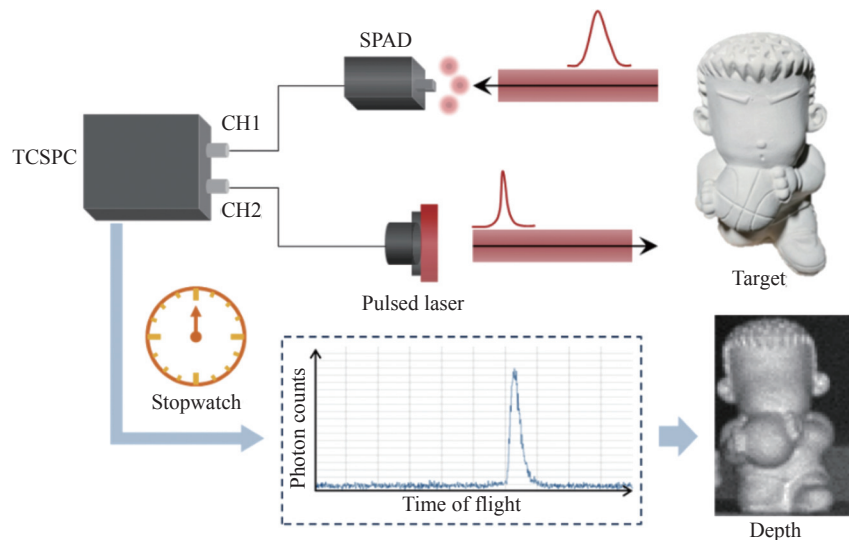 SPAD
CH1
TCSPC
CH2
Pulsed laser
Target
Stopwatch
Photon counts
Time of flight
Depth